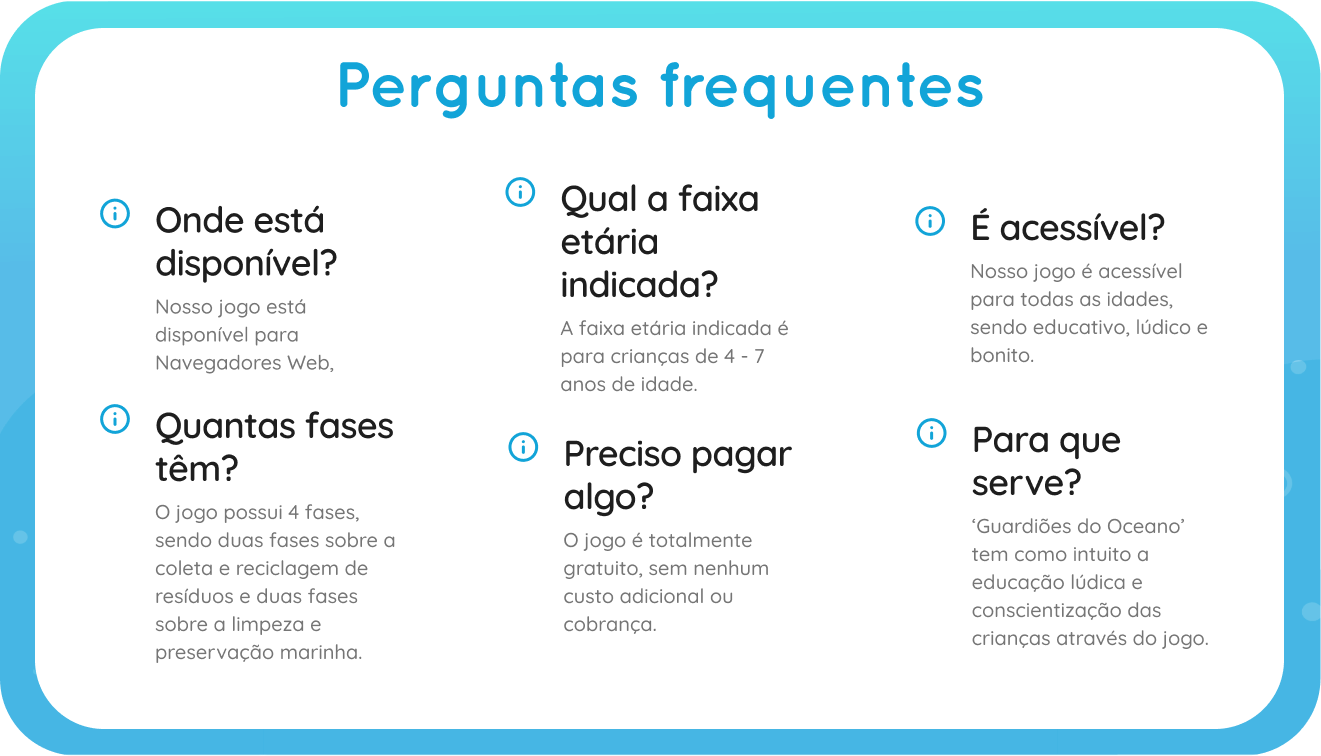 Perguntas frequentes
Onde está
disponível?
Nosso jogo está
disponível para
Navegadores Web,
Qual a faixa
etária
indicada?
A faixa etária indicada é
para crianças de 4 - 7
anos de idade.
É acessível?
Nosso jogo é acessível
para todas as idades,
sendo educativo, lúdico e
bonito.
Quantas fases
têm?
O jogo possui 4 fases,
sendo duas fases sobre a
coleta e reciclagem de
resíduos e duas fases
sobre a limpeza e
preservação marinha.
Preciso pagar
algo?
O jogo é totalmente
gratuito, sem nenhum
custo adicional ou
cobrança.
Para que
serve?
‘Guardiões do Oceano’
tem como intuito a
educação lúdica e
conscientização das
crianças através do jogo.